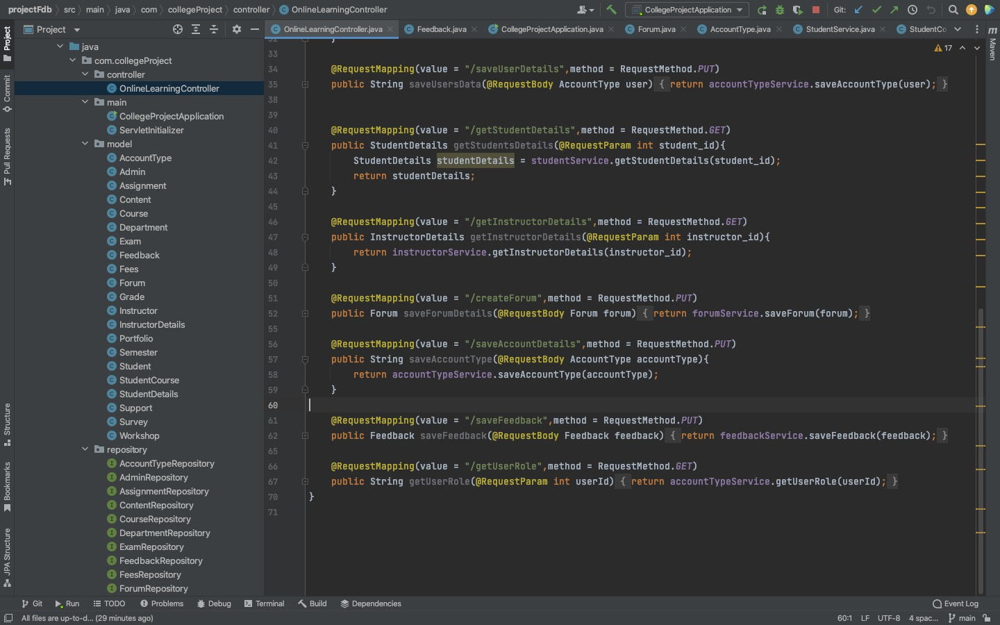 projectFdb
src
main
java
com
collegeProject
controller
OnlineLearningController
CollegeProjectApplication
Git:
Project
OnlineLearningController.java
Feedback.java
CollegeProjectApplication.java
Forum.java
AccountType.java
StudentService.java
StudentCo
Project
Commit
Pull Requests
Structure
Bookmarks
JPA Structure
m
Maven
java
com.collegeProject
controller
OnlineLearningController
main
CollegeProjectApplication
ServletInitializer
model
AccountType
Admin
Assignment
Content
Course
Department
Exam
Feedback
Fees
Forum
Grade
Instructor
InstructorDetails
Portfolio
Semester
Student
StudentCourse
StudentDetails
Support
Survey
Workshop
repository
AccountTypeRepository
AdminRepository
AssignmentRepository
ContentRepository
CourseRepository
DepartmentRepository
ExamRepository
FeedbackRepository
FeesRepository
ForumRepository
17
32 }
33
34 @RequestMapping(value = "/saveUserDetails",method = RequestMethod.PUT)
35 public String saveUsersData(@RequestBody AccountType user) { return accountTypeService.saveAccountType(user); }
38
39
40 @RequestMapping(value = "/getStudentDetails",method = RequestMethod.GET)
41 public StudentDetails getStudentsDetails(@RequestParam int student_id){
42 StudentDetails studentDetails = studentService.getStudentDetails(student_id);
43 return studentDetails;
44 }
45
46 @RequestMapping(value = "/getInstructorDetails",method = RequestMethod.GET)
47 public InstructorDetails getInstructorDetails(@RequestParam int instructor_id){
48 return instructorService.getInstructorDetails(instructor_id);
49 }
50
51 @RequestMapping(value = "/createForum",method = RequestMethod.PUT)
52 public Forum saveForumDetails(@RequestBody Forum forum) { return forumService.saveForum(forum); }
55
56 @RequestMapping(value = "/saveAccountDetails",method = RequestMethod.PUT)
57 public String saveAccountType(@RequestBody AccountType accountType){
58 return accountTypeService.saveAccountType(accountType);
59 }
60
61 @RequestMapping(value = "/saveFeedback",method = RequestMethod.PUT)
62 public Feedback saveFeedback(@RequestBody Feedback feedback) { return feedbackService.saveFeedback(feedback); }
65
66 @RequestMapping(value = "/getUserRole",method = RequestMethod.GET)
67 public String getUserRole(@RequestParam int userId) { return accountTypeService.getUserRole(userId); }
70 }
71
Git
Run
TODO
Problems
Debug
Terminal
Build
Dependencies
Event Log
All files are up-to-d... (29 minutes ago)
60:1
LF
UTF-8
4 spac...
main